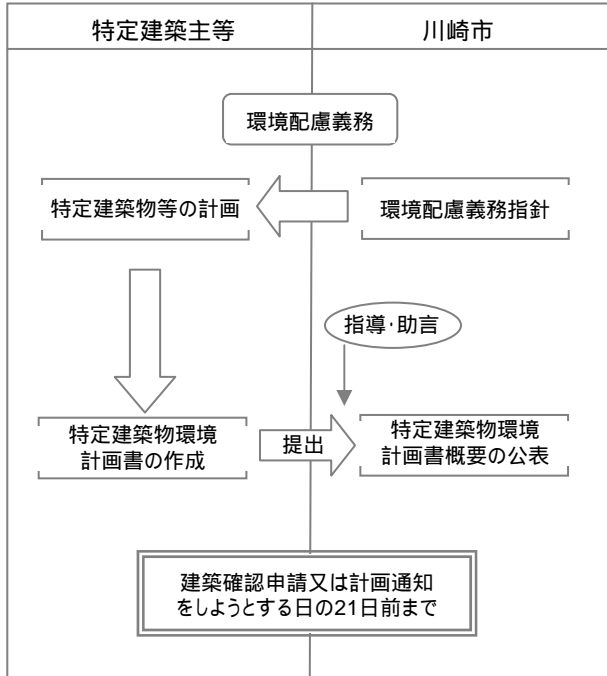 特定建築主等
川崎市
環境配慮義務
特定建築物等の計画
環境配慮義務指針
指導・助言
特定建築物環境
計画書の作成
提出
特定建築物環境
計画書概要の公表
建築確認申請又は計画通知
をしようとする日の21日前まで